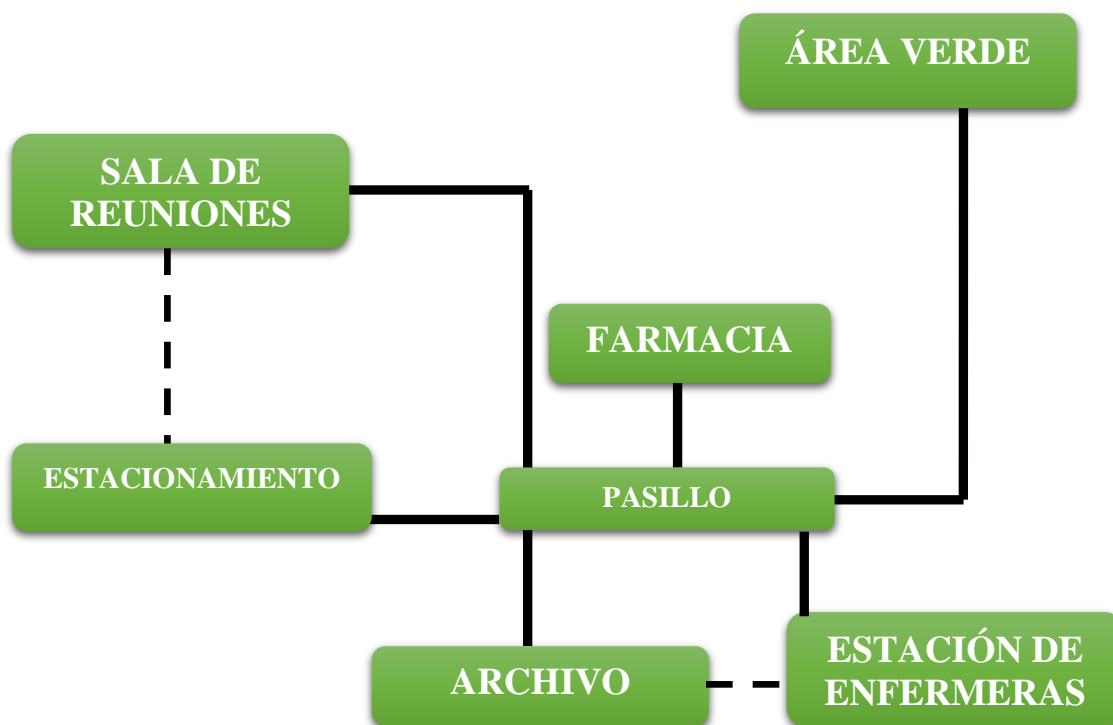 ÁREA VERDE
SALA DE
REUNIONES
FARMACIA
ESTACIONAMIENTO
PASILLO
ARCHIVO
ESTACIÓN DE
ENFERMERAS